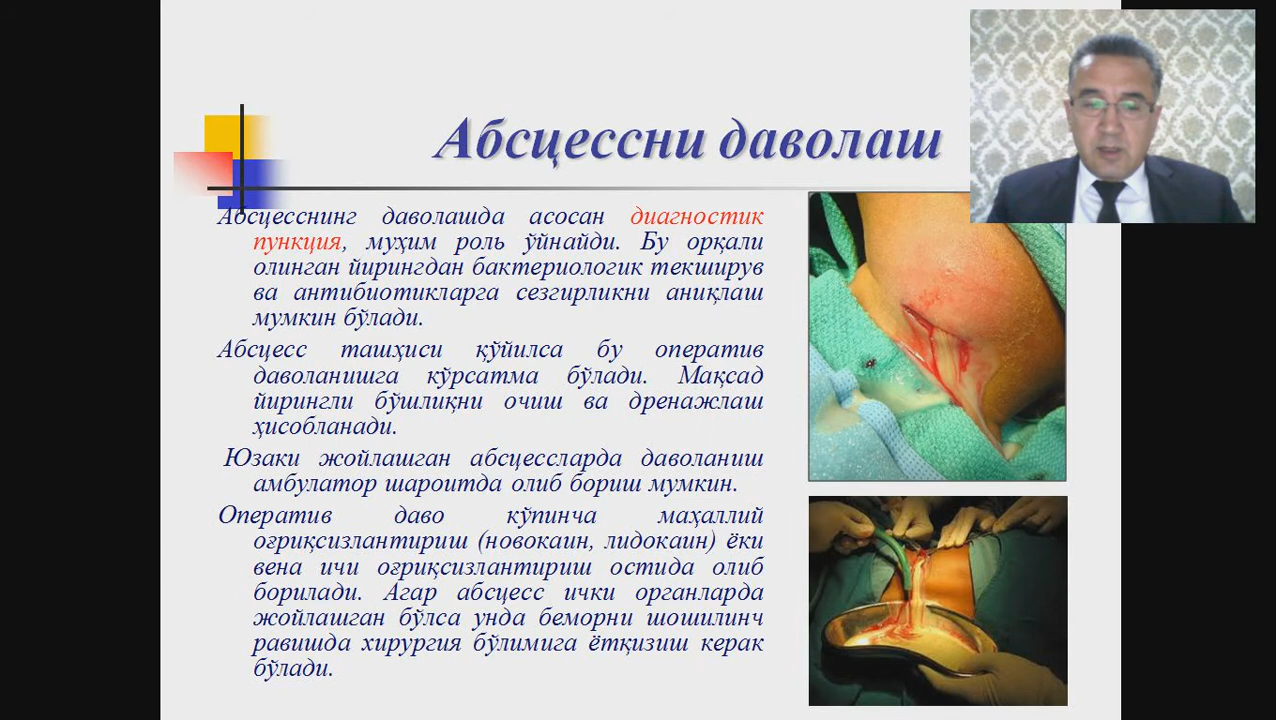 Абсцессни даволаш
Абсцесснинг даволашда асосан диагностик
пункция, муҳим роль ўйнайди. Бу орқали
олинган йирингдан бактериологик текширув
ва антибиотикларга сезгирликни аниқлаш
мумкин бўлади.
Абсцесс ташҳиси қўйилса бу оператив
даволанишга кўрсатма бўлади. Мақсад
йирингли бўшлиқни очиш ва дренажлаш
ҳисобланади.
Юзаки жойлашган абсцессларда даволаниш
амбулатор шароитда олиб бориш мумкин.
Оператив даво кўпинча маҳаллий
оғриқсизлантириш (новокаин, лидокаин) ёки
вена ичи оғриқсизлантириш остида олиб
борилади. Агар абсцесс ички органларда
жойлашган бўлса унда беморни шошилинч
равишда хирургия бўлимига ётқизиш керак
бўлади.